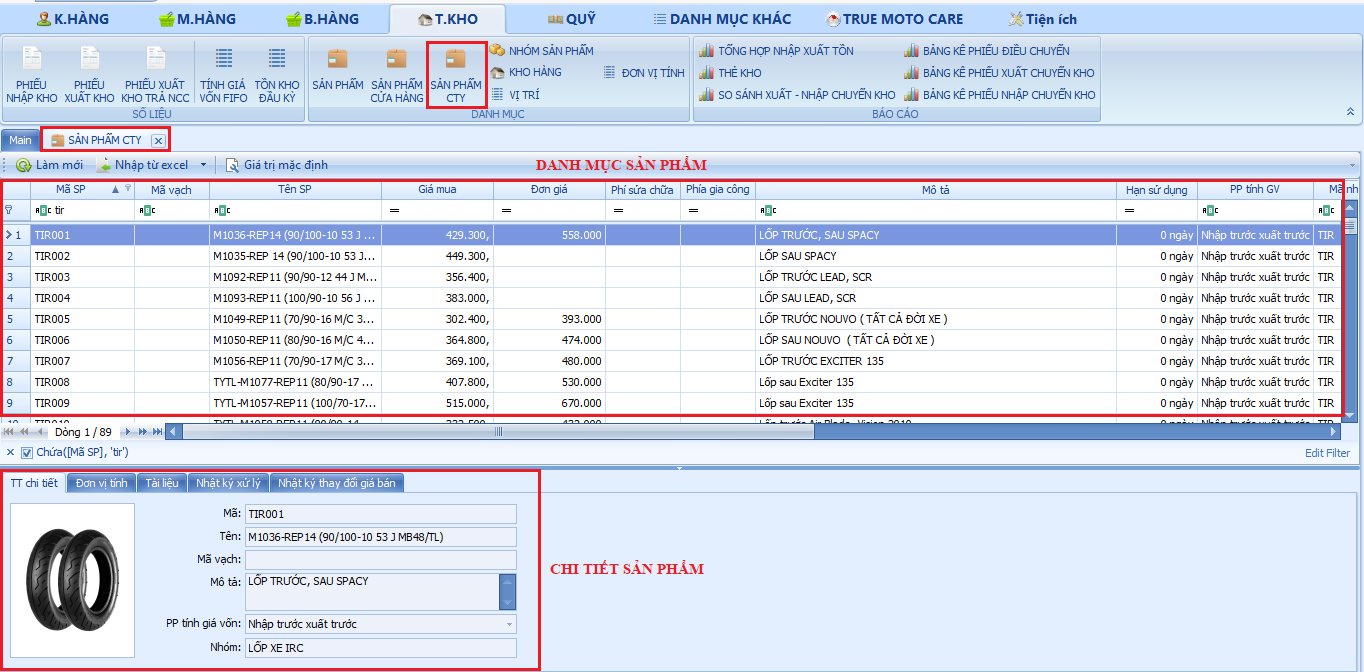 K.HÀNG M.HÀNG B.HÀNG T.KHO QUỸ DANH MỤC KHÁC TRUE MOTO CARE Tiện ích
PHIẾU NHẬP KHO
PHIẾU XUẤT KHO
PHIẾU XUẤT KHO TRẢ NCC
TÍNH GIÁ VỐN FIFO
TỒN KHO ĐẦU KỲ
SỐ LIỆU
SẢN PHẨM
SẢN PHẨM CỬA HÀNG
SẢN PHẨM CTY
NHÓM SẢN PHẨM
KHO HÀNG
VỊ TRÍ
ĐƠN VỊ TÍNH
DANH MỤC
TỔNG HỢP NHẬP XUẤT TỒN
THẺ KHO
SO SÁNH XUẤT - NHẬP CHUYỂN KHO
BẢNG KÊ PHIẾU ĐIỀU CHUYỂN
BẢNG KÊ PHIẾU XUẤT CHUYỂN KHO
BẢNG KÊ PHIẾU NHẬP CHUYỂN KHO
BÁO CÁO
Main SẢN PHẨM CTY
Làm mới Nhập từ excel Giá trị mặc định DANH MỤC SẢN PHẨM
Mã SP Mã vạch Tên SP Giá mua Đơn giá Phí sửa chữa Phía gia công Mô tả Hạn sử dụng PP tính GV Mã nh
ABC tir ABC ABC = = = = ABC = ABC ABC
1 TIR001 M1036-REP14 (90/100-10 53 J ... 429.300, 558.000 LỐP TRƯỚC, SAU SPACY 0 ngày Nhập trước xuất trước TIR
2 TIR002 M1035-REP 14 (90/100-10 53 J... 449.300, LỐP SAU SPACY 0 ngày Nhập trước xuất trước TIR
3 TIR003 M1092-REP11 (90/90-12 44 J M... 356.400, LỐP TRƯỚC LEAD, SCR 0 ngày Nhập trước xuất trước TIR
4 TIR004 M1093-REP11 (100/90-10 56 J ... 383.000, LỐP SAU LEAD, SCR 0 ngày Nhập trước xuất trước TIR
5 TIR005 M1049-REP11 (70/90-16 M/C 3... 302.400, 393.000 LỐP TRƯỚC NOUVO ( TẤT CẢ ĐỜI XE ) 0 ngày Nhập trước xuất trước TIR
6 TIR006 M1050-REP11 (80/90-16 M/C 4... 364.800, 474.000 LỐP SAU NOUVO ( TẤT CẢ ĐỜI XE ) 0 ngày Nhập trước xuất trước TIR
7 TIR007 M1056-REP11 (70/90-17 M/C 3... 369.100, 480.000 LỐP TRƯỚC EXCITER 135 0 ngày Nhập trước xuất trước TIR
8 TIR008 TYTL-M1077-REP11 (80/90-17 ... 407.800, 530.000 Lốp sau Exciter 135 0 ngày Nhập trước xuất trước TIR
9 TIR009 TYTL-M1057-REP11 (100/70-17... 515.000, 670.000 Lốp sau Exciter 135 0 ngày Nhập trước xuất trước TIR
Dòng 1 / 89
Chứa([Mã SP], 'tir') Edit Filter
TT chi tiết Đơn vị tính Tài liệu Nhật ký xử lý Nhật ký thay đổi giá bán
Mã: TIR001
Tên: M1036-REP14 (90/100-10 53 J MB48/TL)
Mã vạch:
Mô tả: LỐP TRƯỚC, SAU SPACY
CHI TIẾT SẢN PHẨM
PP tính giá vốn: Nhập trước xuất trước
Nhóm: LỐP XE IRC